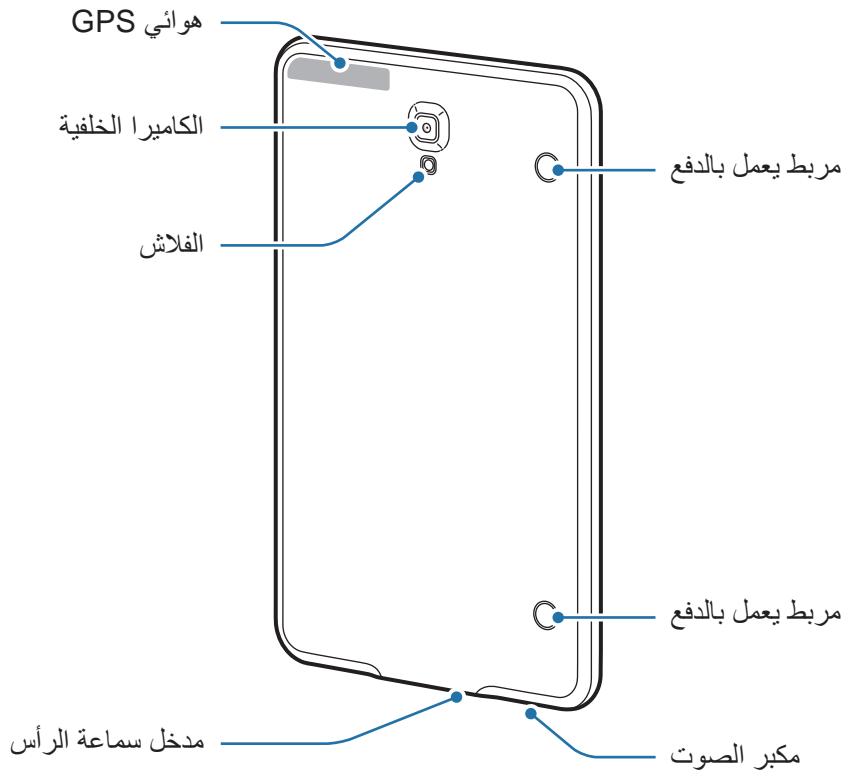 هوائي GPS
الكاميرا الخلفية
مربط يعمل بالدفع
الفلاش
مربط يعمل بالدفع
مدخل سماعة الرأس
مكبر الصوت